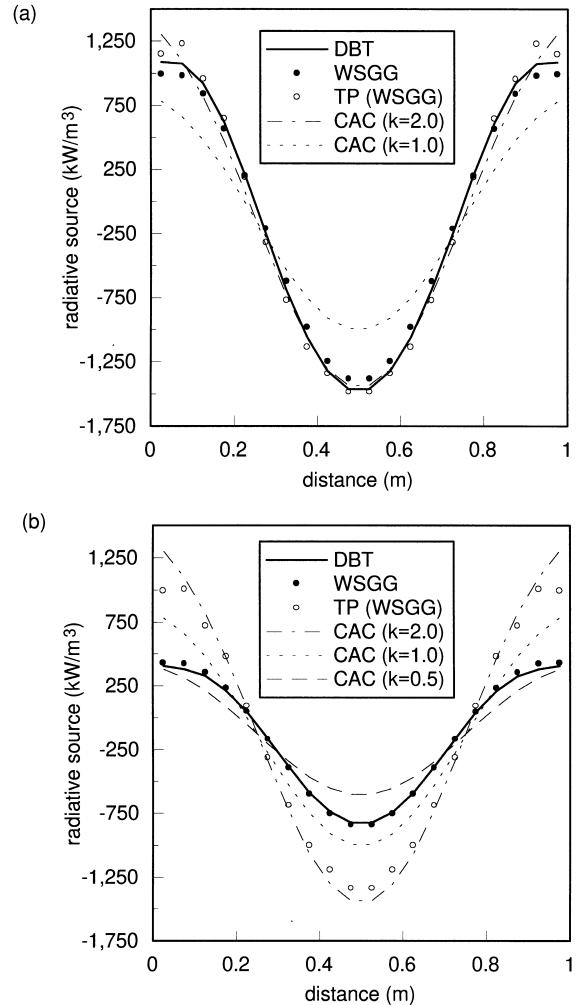 (a)
radiative source (kW/m3)
1,250
750
250
-250
-750
-1,250
-1,750
DBT
WSGG
TP (WSGG)
CAC (k=2.0)
CAC (k=1.0)
0 0.2 0.4 0.6 0.8 1
distance (m)
(b)
radiative source (kW/m3)
1,250
750
250
-250
-750
-1,250
-1,750
DBT
WSGG
TP (WSGG)
CAC (k=2.0)
CAC (k=1.0)
CAC (k=0.5)
0 0.2 0.4 0.6 0.8 1
distance (m)